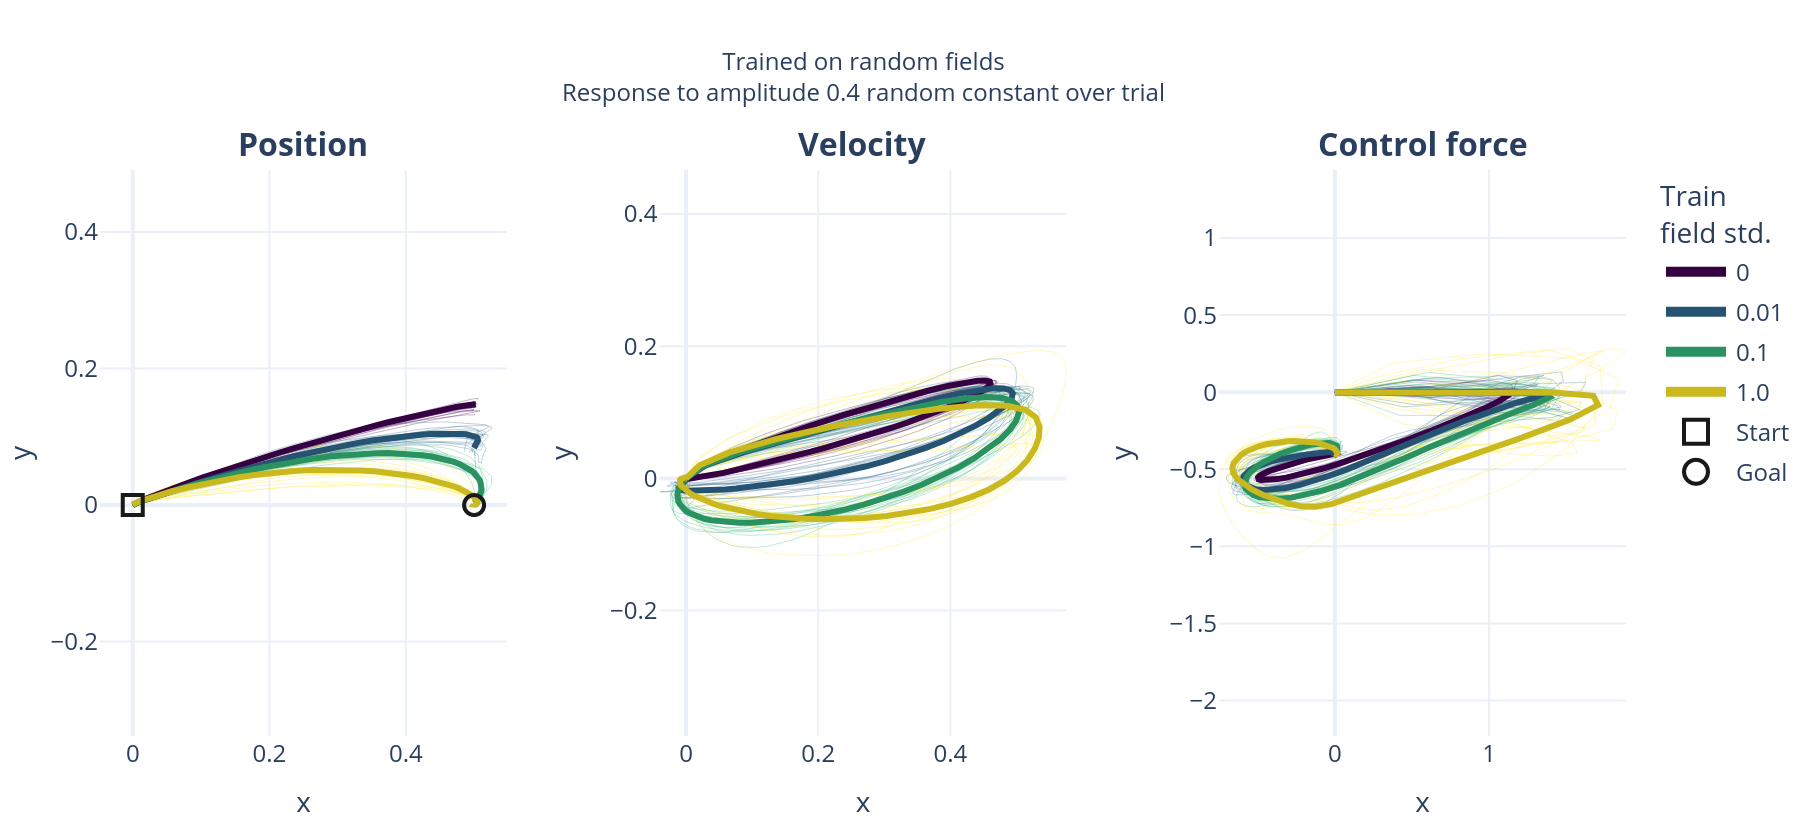 Trained on random fields
Response to amplitude 0.4 random constant over trial
Position
Velocity
Control force
y
0.4
0.2
0
−0.2
0
0.2
0.4
x
y
0.4
0.2
0
−0.2
0
0.2
0.4
x
y
1
0.5
0
−0.5
−1
−1.5
−2
0
1
x
Train
field std.
0
0.01
0.1
1.0
Start
Goal